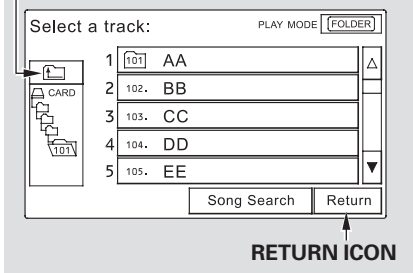 Select a track: PLAY MODE FOLDER
1 101 AA
CARD
2 102. BB
3 103. CC
4 104. DD
101
5 105. EE
Song Search Return
RETURN ICON